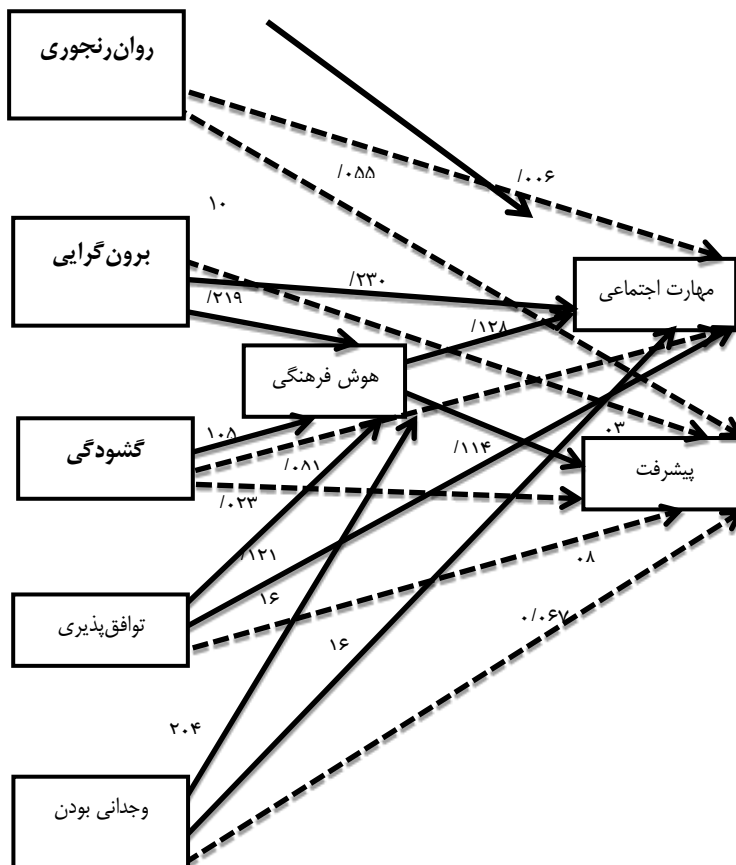 روان‌رنجوری
/۰۵۵
/۰۰۶
۱۰
برون‌گرایی
/۲۳۰
مهارت اجتماعی
/۲۱۹
/۱۲۸
هوش فرهنگی
گشودگی
۱۰۵
۰۳
/۱۱۴
/۰۵۱
پیشرفت
/۰۲۳
/۱۲۱
۰۸
توافق‌پذیری
۱۶
۰/۰۶۷
۱۶
۲۰۴
وجدانی بودن